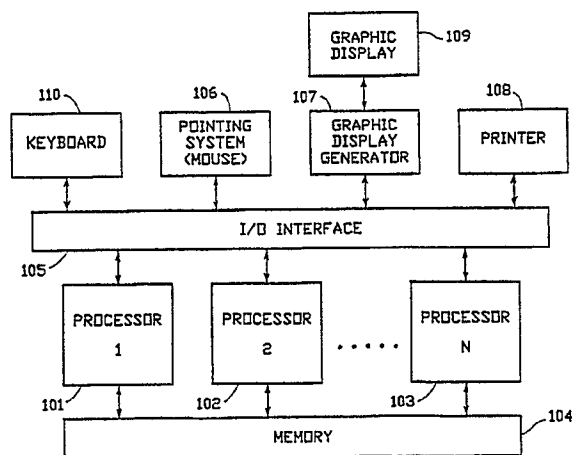 GRAPHIC
DISPLAY
109
110
KEYBOARD
106
POINTING
SYSTEM
(MOUSE)
107
GRAPHIC
DISPLAY
GENERATOR
108
PRINTER
I/O INTERFACE
105
PROCESSOR
1
101
PROCESSOR
2
102
.....
PROCESSOR
N
103
MEMORY
104